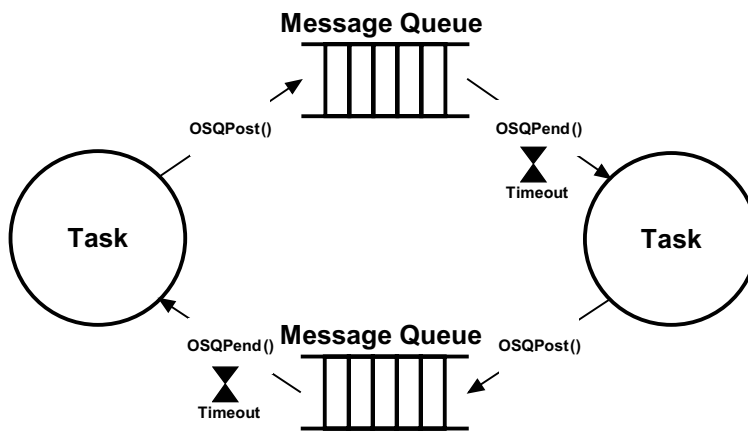 Message Queue
OSQPost()
OSQPend()
Timeout
Task
Task
Message Queue
OSQPend()
OSQPost()
Timeout